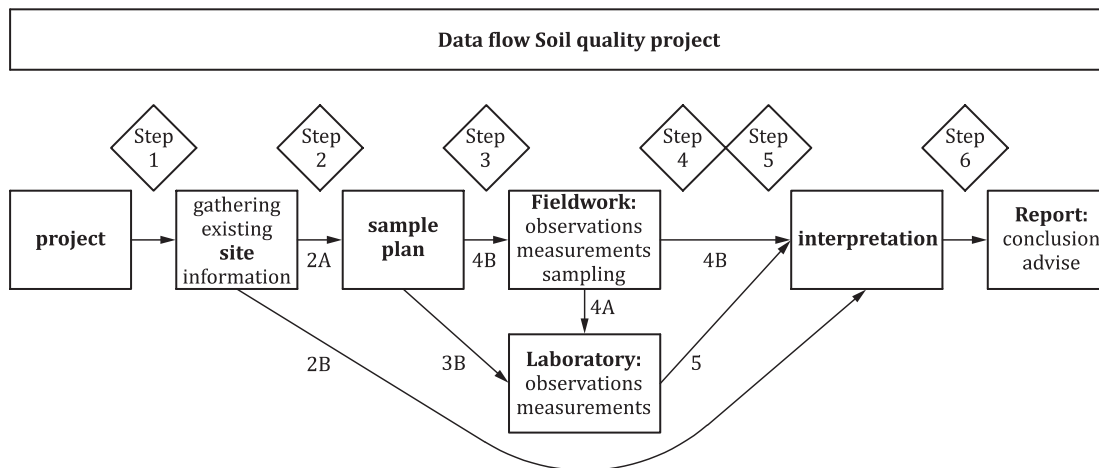 Data flow Soil quality project
Step
1
Step
2
Step
3
Step
4
Step
5
Step
6
project
gathering
existing
site
information
2A
sample
plan
4B
Fieldwork:
observations
measurements
sampling
4B
interpretation
Report:
conclusion
advise
4A
2B
3B
Laboratory:
observations
measurements
5